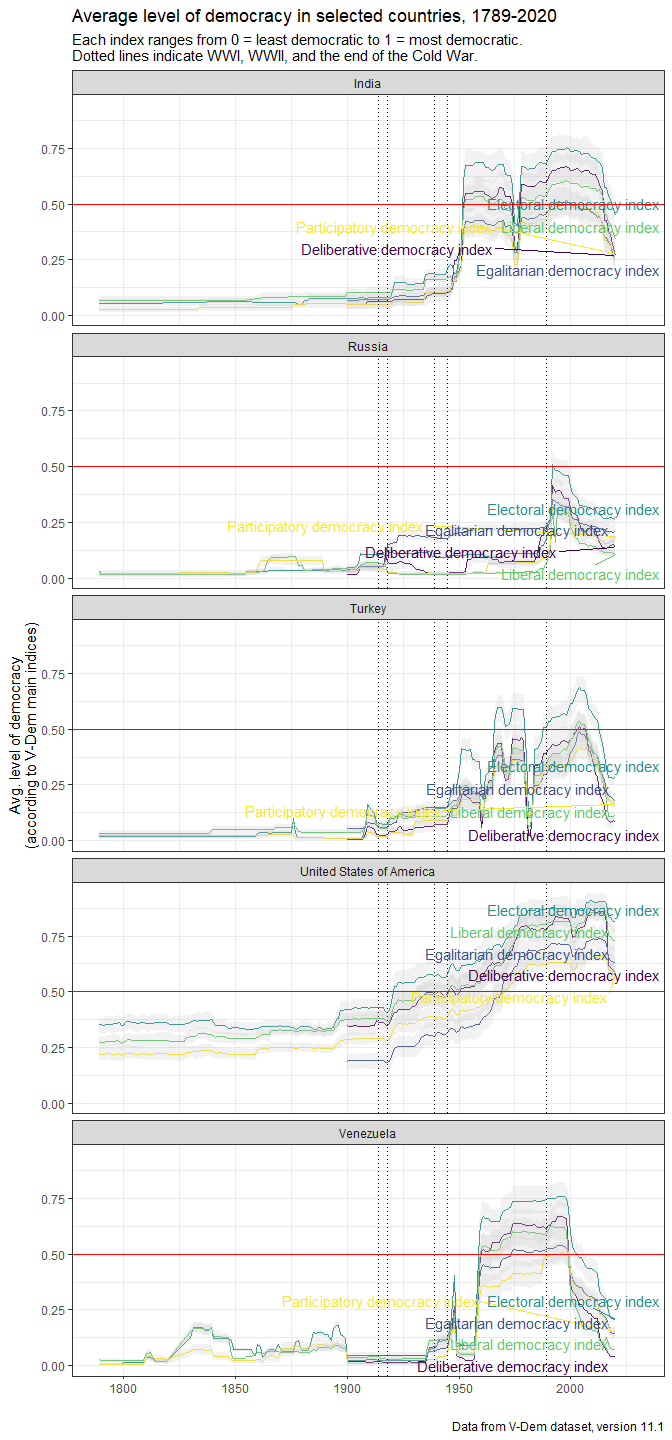 Average level of democracy in selected countries, 1789-2020
Each index ranges from 0 = least democratic to 1 = most democratic.
Dotted lines indicate WWI, WWII, and the end of the Cold War.
Avg. level of democracy
(according to V-Dem main indices)
India
0.75
0.50
0.25
0.00
Electoral democracy index
Participatory democracy index
Liberal democracy index
Deliberative democracy index
Egalitarian democracy index
Russia
0.75
0.50
0.25
0.00
Electoral democracy index
Participatory democracy index
Egalitarian democracy index
Deliberative democracy index
Liberal democracy index
Turkey
0.75
0.50
0.25
0.00
Electoral democracy index
Egalitarian democracy index
Participatory democracy index
Liberal democracy index
Deliberative democracy index
United States of America
0.75
0.50
0.25
0.00
Electoral democracy index
Liberal democracy index
Egalitarian democracy index
Deliberative democracy index
Participatory democracy index
Venezuela
0.75
0.50
0.25
0.00
Participatory democracy index
Electoral democracy index
Egalitarian democracy index
Liberal democracy index
Deliberative democracy index
1800
1850
1900
1950
2000
Data from V-Dem dataset, version 11.1